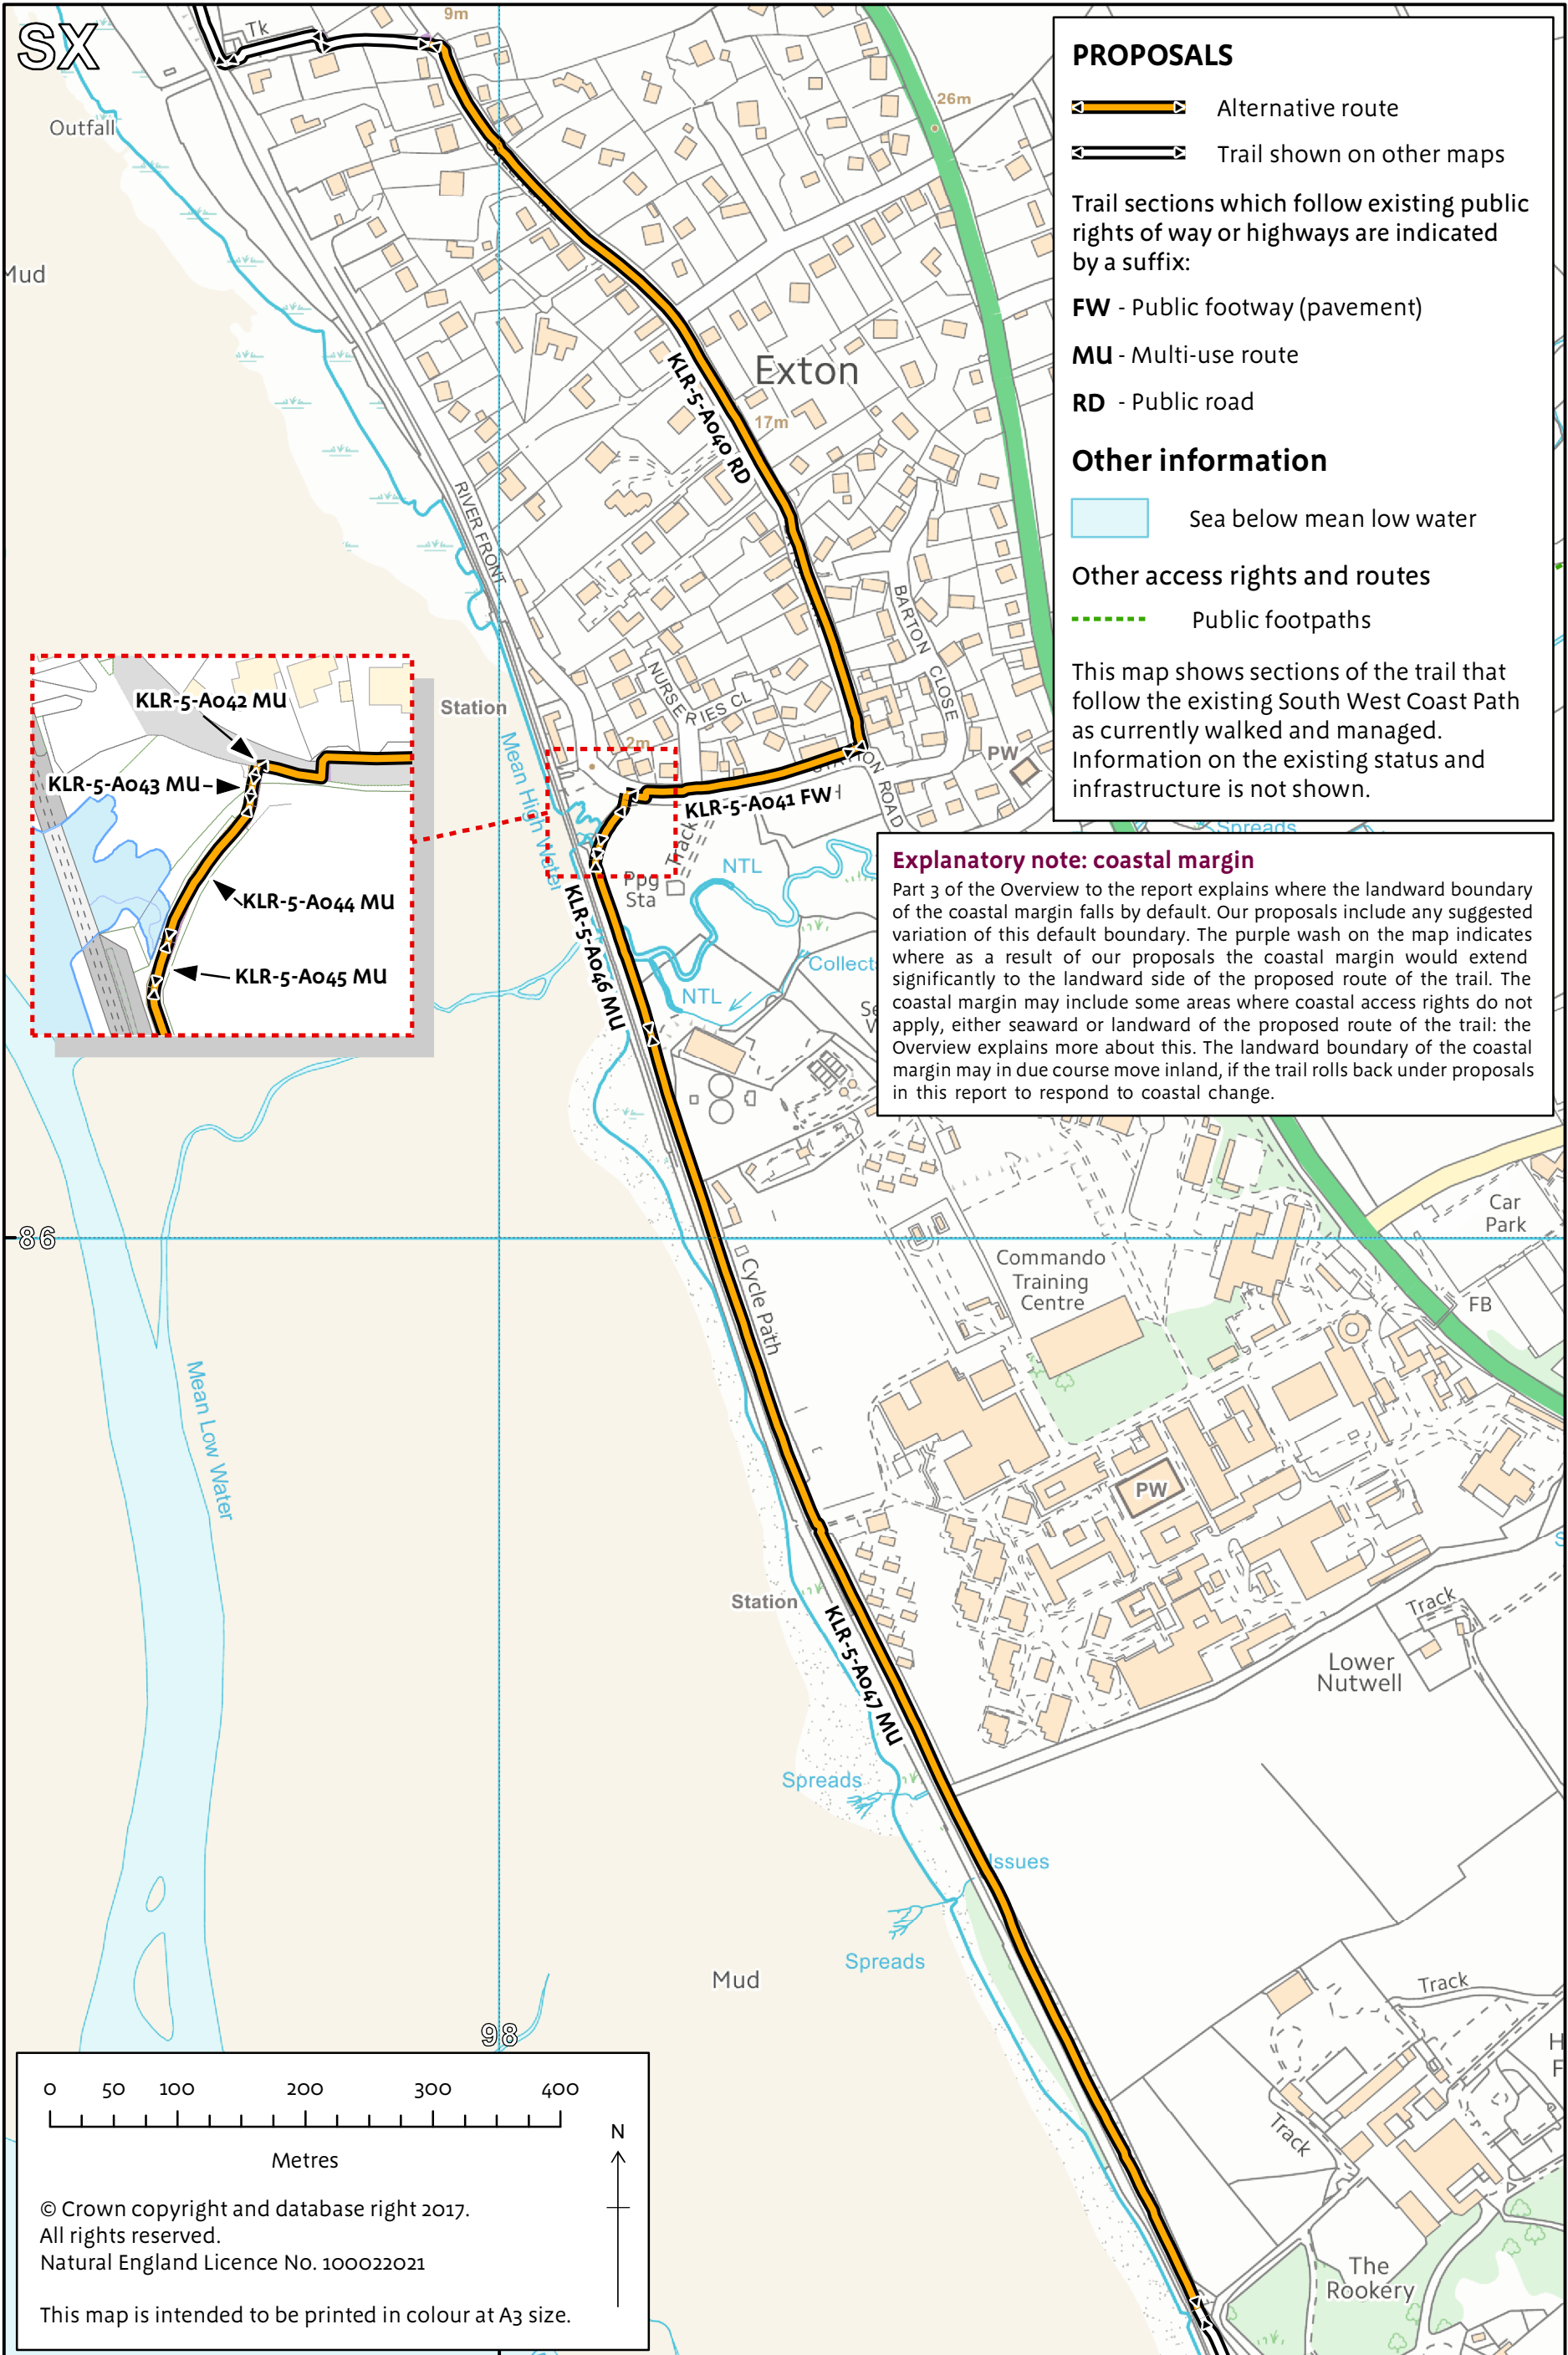 SX
Tk
9m
Outfall
26m
Mud
Exton
17m
KLR-5-A040 RD
RIVER FRONT
BARTON CLOSE
NURSERIES CL
Station
Mean High Water
2m
PW
KLR-5-A041 FW
Track
Ppg
Sta
NTL
NTL
Collects
Spreads
KLR-5-A042 MU
KLR-5-A043 MU
KLR-5-A044 MU
KLR-5-A045 MU
KLR-5-A046 MU
PROPOSALS
Alternative route
Trail shown on other maps
Trail sections which follow existing public
rights of way or highways are indicated
by a suffix:
FW - Public footway (pavement)
MU - Multi-use route
RD - Public road
Other information
Sea below mean low water
Other access rights and routes
Public footpaths
This map shows sections of the trail that
follow the existing South West Coast Path
as currently walked and managed.
Information on the existing status and
infrastructure is not shown.
Explanatory note: coastal margin
Part 3 of the Overview to the report explains where the landward boundary
of the coastal margin falls by default. Our proposals include any suggested
variation of this default boundary. The purple wash on the map indicates
where as a result of our proposals the coastal margin would extend
significantly to the landward side of the proposed route of the trail. The
coastal margin may include some areas where coastal access rights do not
apply, either seaward or landward of the proposed route of the trail: the
Overview explains more about this. The landward boundary of the coastal
margin may in due course move inland, if the trail rolls back under proposals
in this report to respond to coastal change.
86
Car
Park
Commando
Training
Centre
FB
Cycle Path
Mean Low Water
PW
Station
Track
Lower
Nutwell
KLR-5-A047 MU
Spreads
Issues
Spreads
Mud
Track
98
Track
The
Rookery
0 50 100 200 300 400
Metres
N
© Crown copyright and database right 2017.
All rights reserved.
Natural England Licence No. 100022021
This map is intended to be printed in colour at A3 size.